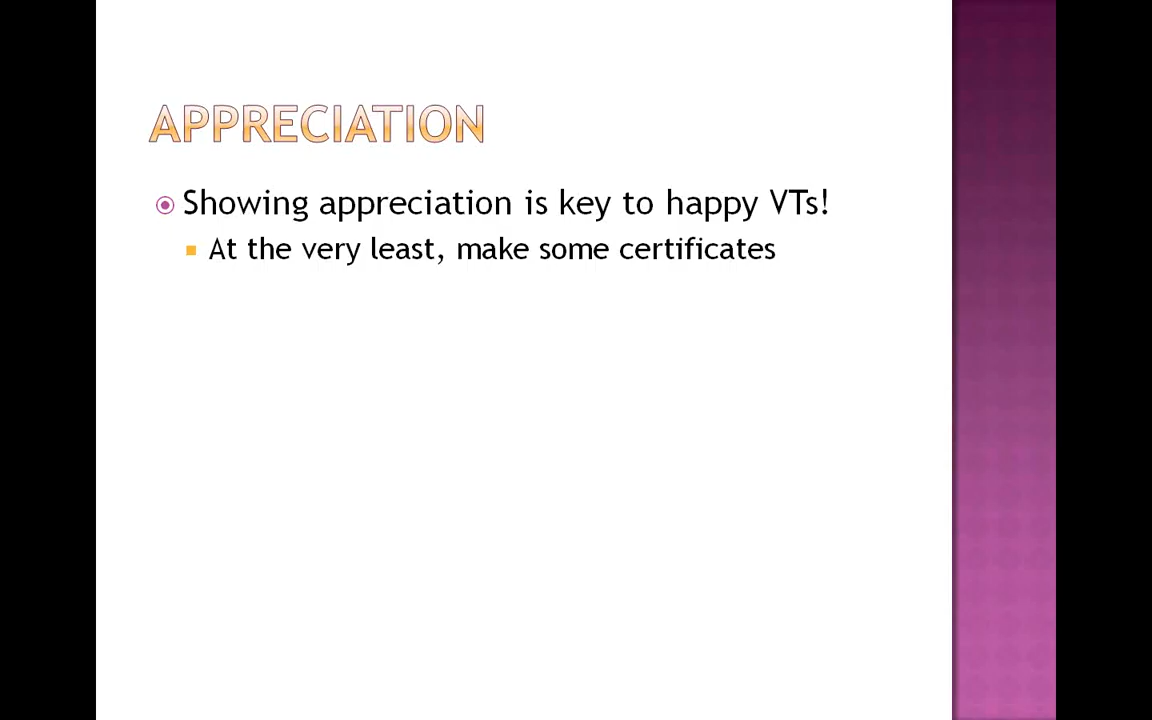 APPRECIATION
Showing appreciation is key to happy VTs!
At the very least, make some certificates